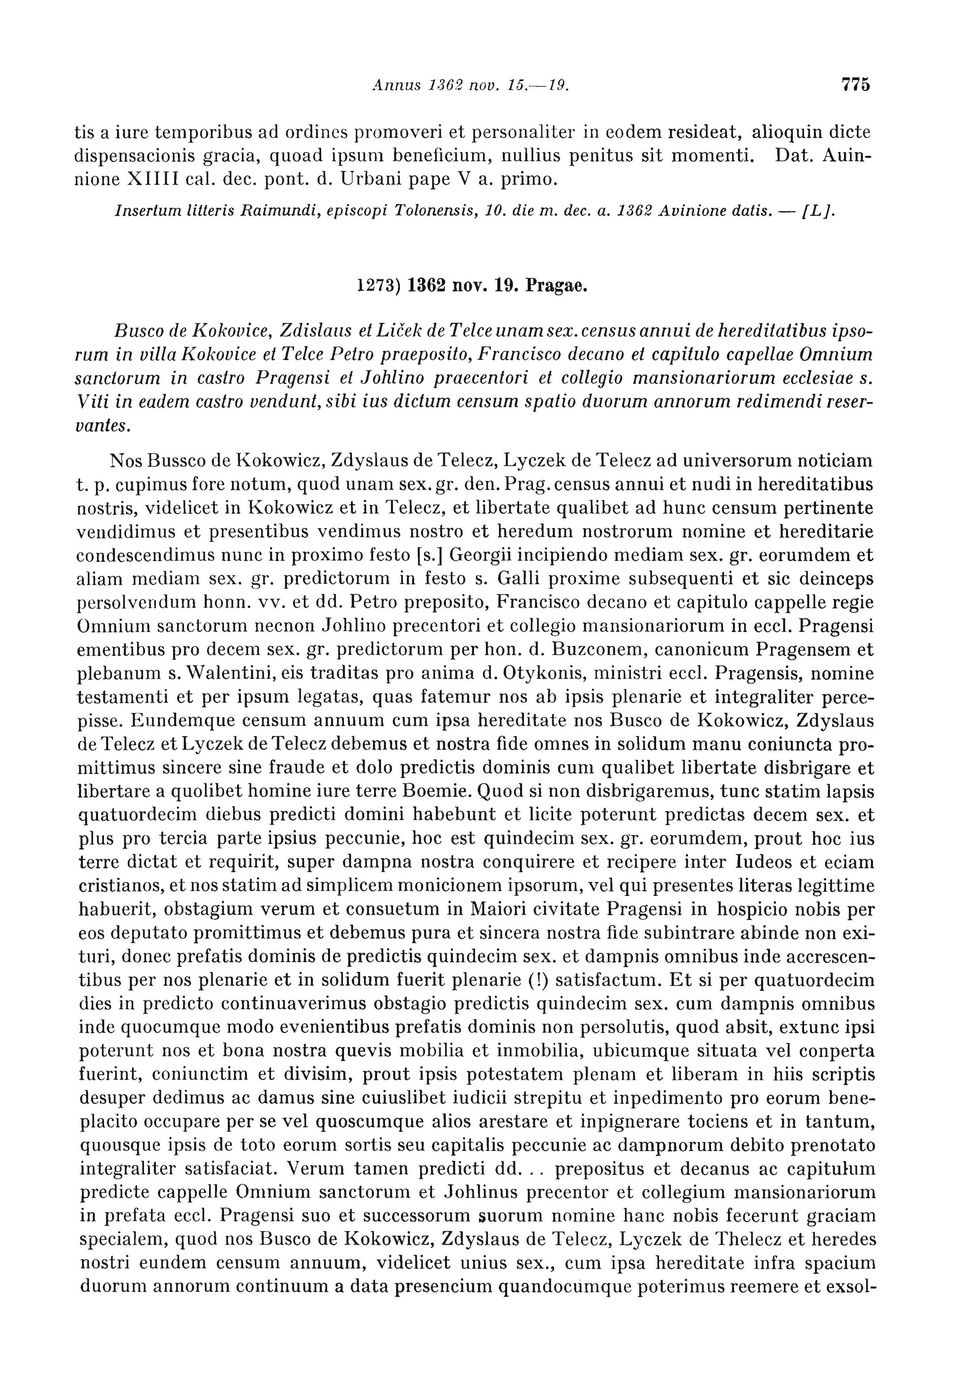 Annus 1362 nov. 15.—19. 775
tis a iure temporibus ad ordines promoveri et personaliter in eodem resideat, alioquin dicte
dispensacionis gracia, quoad ipsum beneficium, nullius penitus sit momenti. Dat. Auin-
nione XIIII cal. dec. pont. d. Urbani pape V a. primo.
Insertum litteris Raimundi, episcopi Tolonensis, 10. die m. dec. a. 1362 Avinione datis. — [L].
1273) 1362 nov. 19. Pragae.
Busco de Kokovice, Zdislaus et Liček de Telce unam sex. census annui de hereditatibus ipso-
rum in villa Kokovice et Telce Petro praeposito, Francisco decano et capitulo capellae Omnium
sanctorum in castro Pragensi et Johlino praecentori et collegio mansionariorum ecclesiae s.
Viti in eadem castro vendunt, sibi ius dictum censum spatio duorum annorum redimendi reser-
vantes.
Nos Bussco de Kokowicz, Zdyslaus de Telecz, Lyczek de Telecz ad universorum noticiam
t. p. cupimus fore notum, quod unam sex. gr. den. Prag. census annui et nudi in hereditatibus
nostris, videlicet in Kokowicz et in Telecz, et libertate qualibet ad hunc censum pertinente
vendidimus et presentibus vendimus nostro et heredum nostrorum nomine et hereditarie
condescendimus nunc in proximo festo [s.] Georgii incipiendo mediam sex. gr. eorumdem et
aliam mediam sex. gr. predictorum in festo s. Galli proxime subsequenti et sic deinceps
persolvendum honn. vv. et dd. Petro preposito, Francisco decano et capitulo cappelle regie
Omnium sanctorum necnon Johlino precentori et collegio mansionariorum in eccl. Pragensi
ementibus pro decem sex. gr. predictorum per hon. d. Buzconem, canonicum Pragensem et
plebanum s. Walentini, eis traditas pro anima d. Otykonis, ministri eccl. Pragensis, nomine
testamenti et per ipsum legatas, quas fatemur nos ab ipsis plenarie et integraliter perce-
pisse. Eundemque censum annuum cum ipsa hereditate nos Busco de Kokowicz, Zdyslaus
de Telecz et Lyczek de Telecz debemus et nostra fide omnes in solidum manu coniuncta pro-
mittimus sincere sine fraude et dolo predictis dominis cum qualibet libertate disbrigare et
libertare a quolibet homine iure terre Boemie. Quod si non disbrigaremus, tunc statim lapsis
quatuordecim diebus predicti domini habebunt et licite poterunt predictas decem sex. et
plus pro tercia parte ipsius peccunie, hoc est quindecim sex. gr. eorumdem, prout hoc ius
terre dictat et requirit, super dampna nostra conquirere et recipere inter Iudeos et eciam
cristianos, et nos statim ad simplicem monicionem ipsorum, vel qui presentes literas legittime
habuerit, obstagium verum et consuetum in Maiori civitate Pragensi in hospicio nobis per
eos deputato promittimus et debemus pura et sincera nostra fide subintrare abinde non exi-
turi, donec prefatis dominis de predictis quindecim sex. et dampnis omnibus inde accrescen-
tibus per nos plenarie et in solidum fuerit plenarie (!) satisfactum. Et si per quatuordecim
dies in predicto continuaverimus obstagio predictis quindecim sex. cum dampnis omnibus
inde quocumque modo evenientibus prefatis dominis non persolutis, quod absit, extunc ipsi
poterunt nos et bona nostra quevis mobilia et inmobilia, ubicumque situata vel conperta
fuerint, coniunctim et divisim, prout ipsis potestatem plenam et liberam in hiis scriptis
desuper dedimus ac damus sine cuiuslibet iudicii strepitu et inpedimento pro eorum bene-
placito occupare per se vel quoscumque alios arestare et inpignerare tociens et in tantum,
quousque ipsis de toto eorum sortis seu capitalis peccunie ac dampnorum debito prenotato
integraliter satisfaciat. Verum tamen predicti dd. . . prepositus et decanus ac capitulum
predicte cappelle Omnium sanctorum et Johlinus precentor et collegium mansionariorum
in prefata eccl. Pragensi suo et successorum suorum nomine hanc nobis fecerunt graciam
specialem, quod nos Busco de Kokowicz, Zdyslaus de Telecz, Lyczek de Thelecz et heredes
nostri eundem censum annuum, videlicet unius sex., cum ipsa hereditate infra spacium
duorum annorum continuum a data presencium quandocumque poterimus reemere et exsol-